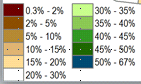 0.3% - 2%
2% - 5%
5% - 10%
10% - 15%
15% - 20%
20% - 30%
30% - 35%
35% - 40%
40% - 45%
45% - 50%
50% - 67%